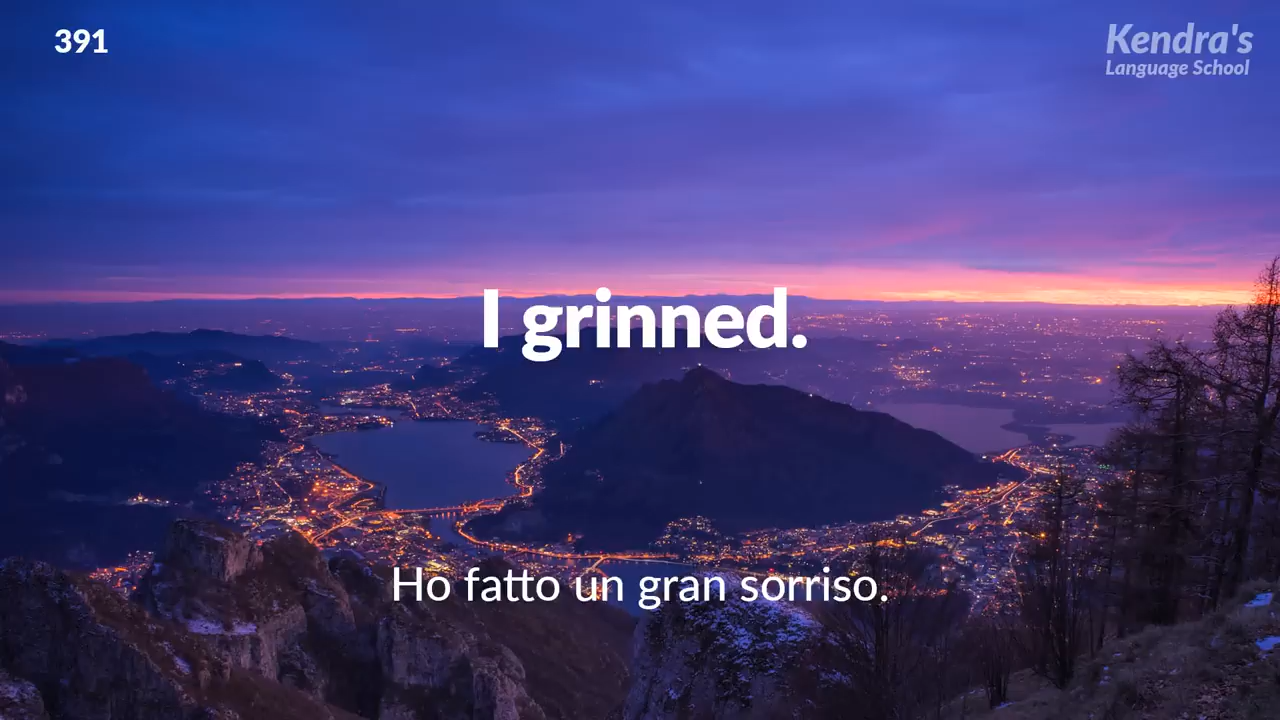 391
Kendra's
Language School
I grinned.
Ho fatto un gran sorriso.